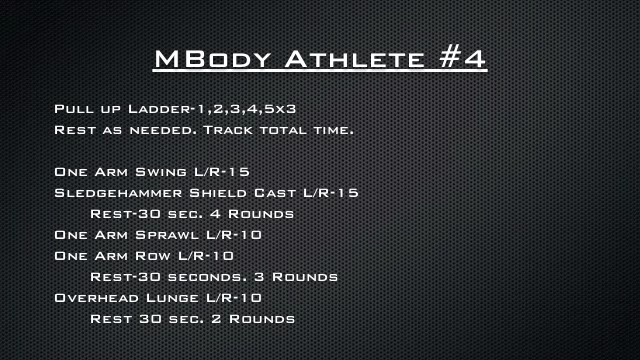 MBody Athlete #4
Pull up Ladder-1,2,3,4,5x3
Rest as needed. Track total time.
One Arm Swing L/R-15
Sledgehammer Shield Cast L/R-15
Rest-30 sec. 4 Rounds
One Arm Sprawl L/R-10
One Arm Row L/R-10
Rest-30 seconds. 3 Rounds
Overhead Lunge L/R-10
Rest 30 sec. 2 Rounds